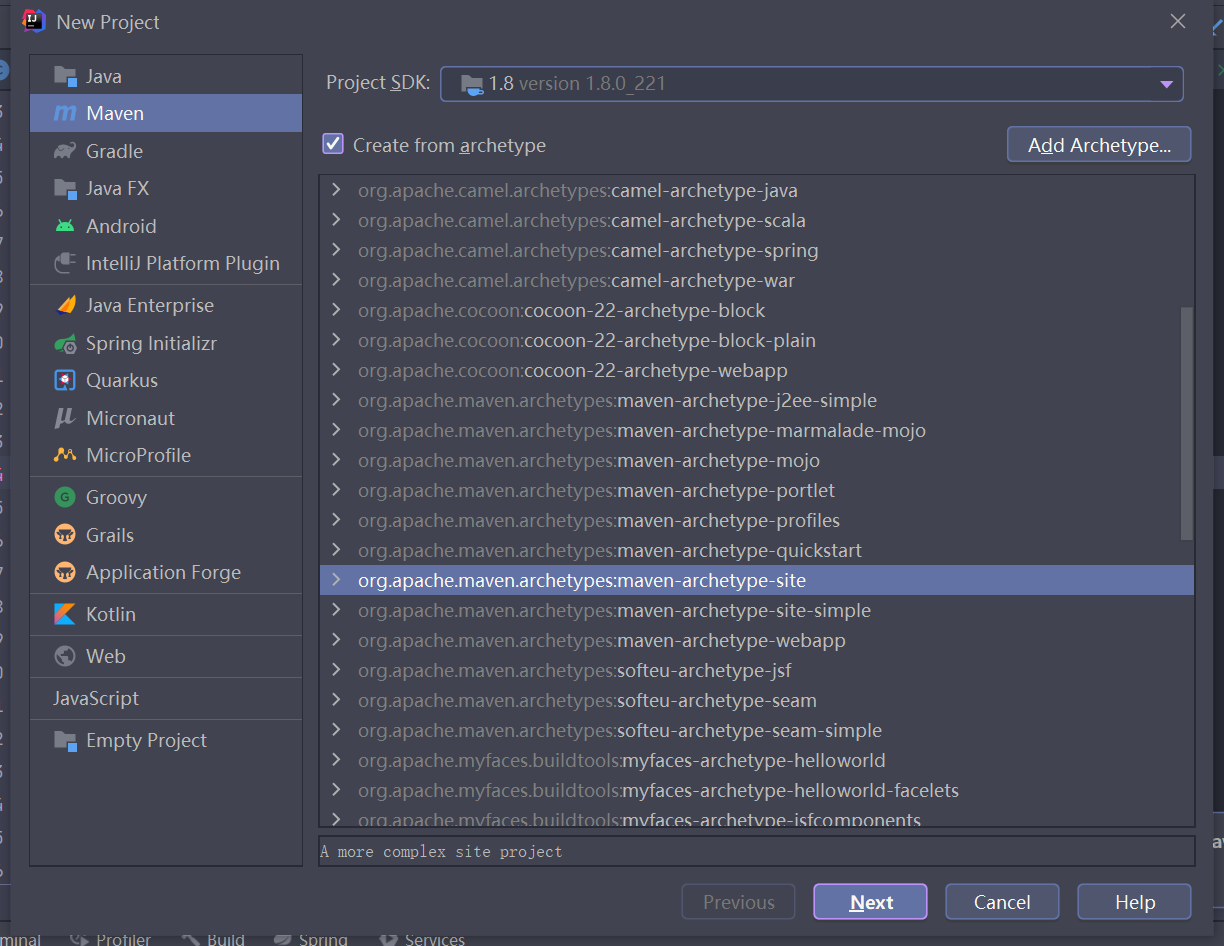 New Project
Java
Maven
Gradle
Java FX
Android
IntelliJ Platform Plugin
Java Enterprise
Spring Initializr
Quarkus
Micronaut
MicroProfile
Groovy
Grails
Application Forge
Kotlin
Web
JavaScript
Empty Project
Project SDK: 1.8 version 1.8.0_221
Create from archetype
Add Archetype...
org.apache.camel.archetypes:camel-archetype-java
org.apache.camel.archetypes:camel-archetype-scala
org.apache.camel.archetypes:camel-archetype-spring
org.apache.camel.archetypes:camel-archetype-war
org.apache.cocoon:cocoon-22-archetype-block
org.apache.cocoon:cocoon-22-archetype-block-plain
org.apache.cocoon:cocoon-22-archetype-webapp
org.apache.maven.archetypes:maven-archetype-j2ee-simple
org.apache.maven.archetypes:maven-archetype-marmalade-mojo
org.apache.maven.archetypes:maven-archetype-mojo
org.apache.maven.archetypes:maven-archetype-portlet
org.apache.maven.archetypes:maven-archetype-profiles
org.apache.maven.archetypes:maven-archetype-quickstart
org.apache.maven.archetypes:maven-archetype-site
org.apache.maven.archetypes:maven-archetype-site-simple
org.apache.maven.archetypes:maven-archetype-webapp
org.apache.maven.archetypes:softeu-archetype-jsf
org.apache.maven.archetypes:softeu-archetype-seam
org.apache.maven.archetypes:softeu-archetype-seam-simple
org.apache.myfaces.buildtools:myfaces-archetype-helloworld
org.apache.myfaces.buildtools:myfaces-archetype-helloworld-facelets
org.apache.myfaces.buildtools:myfaces-archetype-jsfcomponents
A more complex site project
Previous
Next
Cancel
Help
minal Profiler Build Spring Services